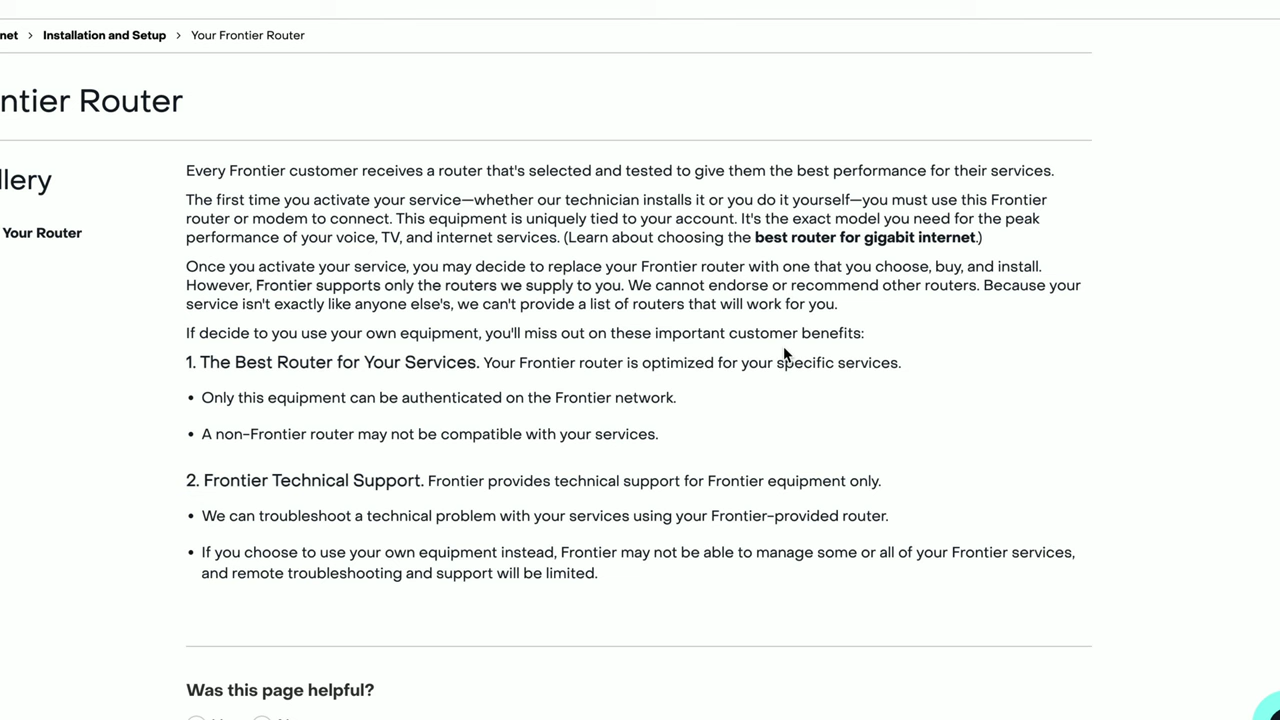 net > Installation and Setup > Your Frontier Router
ntier Router
llery
Your Router
Every Frontier customer receives a router that's selected and tested to give them the best performance for their services.
The first time you activate your service—whether our technician installs it or you do it yourself—you must use this Frontier
router or modem to connect. This equipment is uniquely tied to your account. It's the exact model you need for the peak
performance of your voice, TV, and internet services. (Learn about choosing the best router for gigabit internet.)
Once you activate your service, you may decide to replace your Frontier router with one that you choose, buy, and install.
However, Frontier supports only the routers we supply to you. We cannot endorse or recommend other routers. Because your
service isn't exactly like anyone else's, we can't provide a list of routers that will work for you.
If decide to you use your own equipment, you'll miss out on these important customer benefits:
1. The Best Router for Your Services. Your Frontier router is optimized for your specific services.
• Only this equipment can be authenticated on the Frontier network.
• A non-Frontier router may not be compatible with your services.
2. Frontier Technical Support. Frontier provides technical support for Frontier equipment only.
• We can troubleshoot a technical problem with your services using your Frontier-provided router.
• If you choose to use your own equipment instead, Frontier may not be able to manage some or all of your Frontier services,
and remote troubleshooting and support will be limited.
Was this page helpful?